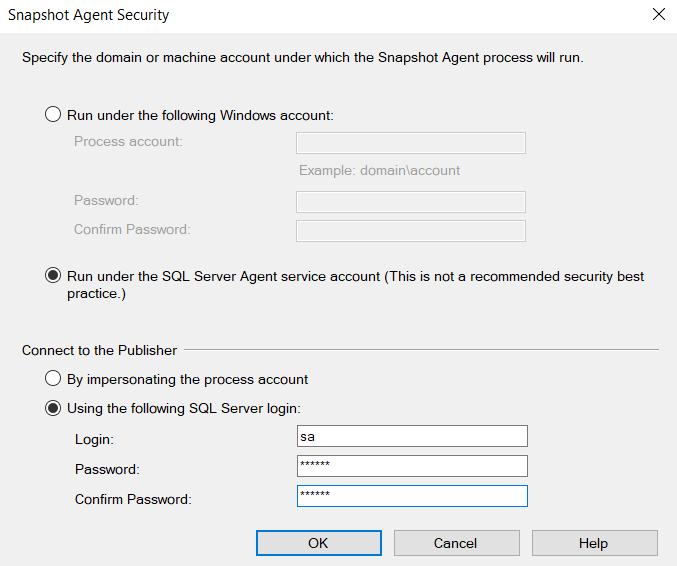 Snapshot Agent Security
Specify the domain or machine account under which the Snapshot Agent process will run.
Run under the following Windows account:
Process account:
Example: domain\account
Password:
Confirm Password:
Run under the SQL Server Agent service account (This is not a recommended security best
practice.)
Connect to the Publisher
By impersonating the process account
Using the following SQL Server login:
Login: sa
Password: ******
Confirm Password: ******
OK Cancel Help